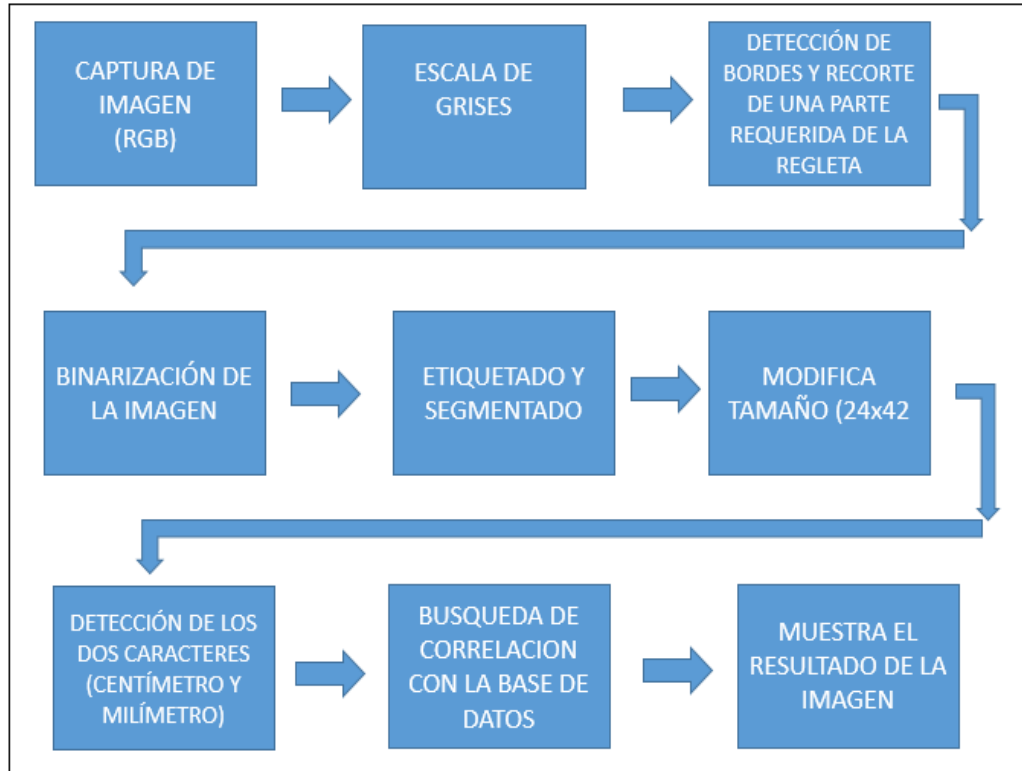 CAPTURA DE
IMAGEN
(RGB)
ESCALA DE
GRISES
DETECCIÓN DE
BORDES Y RECORTE
DE UNA PARTE
REQUERIDA DE LA
REGLETA
BINARIZACIÓN DE
LA IMAGEN
ETIQUETADO Y
SEGMENTADO
MODIFICA
TAMAÑO (24x42
DETECCIÓN DE LOS
DOS CARACTERES
(CENTÍMETRO Y
MILÍMETRO)
BUSQUEDA DE
CORRELACION
CON LA BASE DE
DATOS
MUESTRA EL
RESULTADO DE LA
IMAGEN